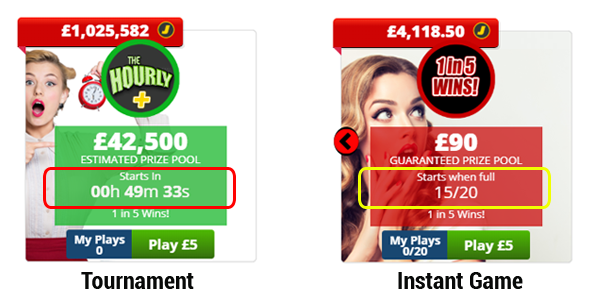 £1,025,582
THE
HOURLY
+
£42,500
ESTIMATED PRIZE POOL
Starts In
00h 49m 33s
1 in 5 Wins!
My Plays
0
Play £5
Tournament
£4,118.50
1 In 5
WINS!
£90
GUARANTEED PRIZE POOL
Starts when full
15/20
1 in 5 Wins!
My Plays
0/20
Play £5
Instant Game